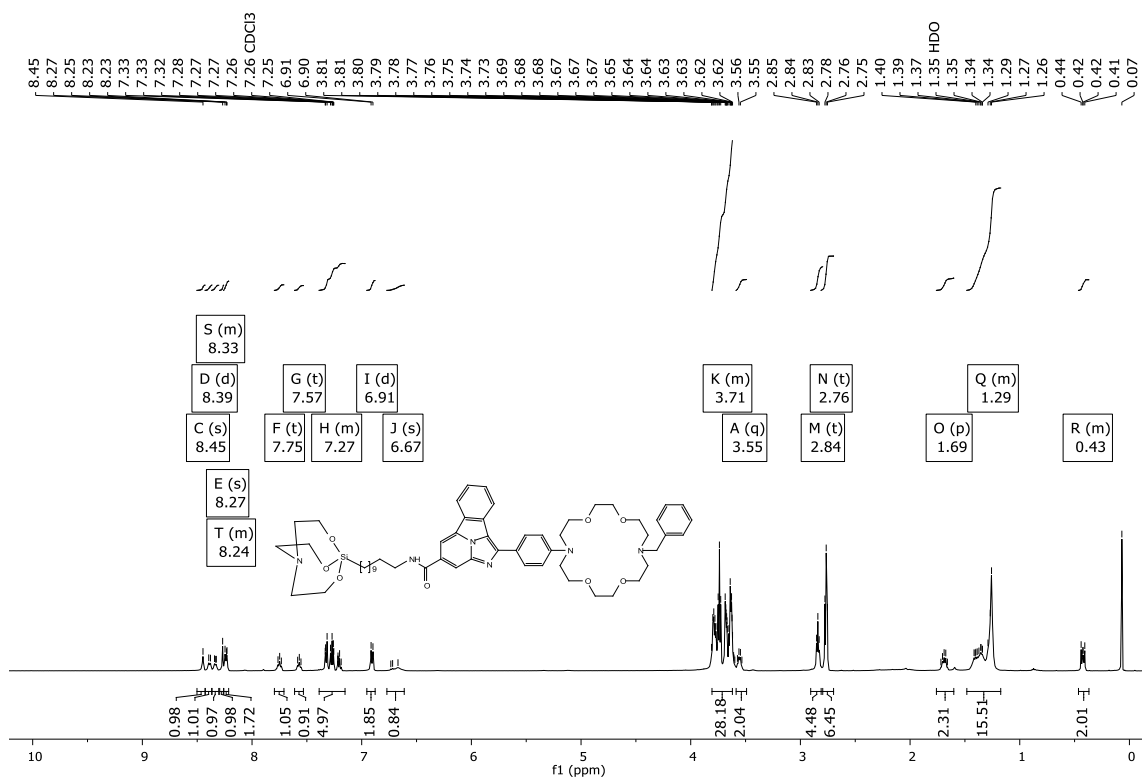 8.45 8.27 8.25 8.23 8.23 7.33 7.33 7.32 7.28 7.27 7.27 7.26 7.26 CDCl3 7.25 6.91 6.90 3.81 3.81 3.80 3.79 3.78 3.77 3.76 3.75 3.74 3.73 3.69 3.68 3.68 3.67 3.67 3.67 3.65 3.64 3.64 3.63 3.63 3.62 3.62 3.56 3.55 2.85 2.84 2.83 2.78 2.76 2.75 1.40 1.39 1.37 1.35 HDO 1.35 1.34 1.34 1.29 1.27 1.26 0.44 0.42 0.42 0.41 0.07
S (m)
8.33
D (d)
8.39
G (t)
7.57
I (d)
6.91
K (m)
3.71
N (t)
2.76
Q (m)
1.29
C (s)
8.45
F (t)
7.75
H (m)
7.27
J (s)
6.67
A (q)
3.55
M (t)
2.84
O (p)
1.69
R (m)
0.43
E (s)
8.27
T (m)
8.24
O
O
O
N
Si
O
O
9
NH
O
N
N
N
O
O
N
O
O
0.98 1.01 0.97 0.98 1.72 1.05 0.91 4.97 1.85 0.84 28.18 2.04 4.48 6.45 2.31 15.51 2.01
10 9 8 7 6 5 4 3 2 1 0
f1 (ppm)